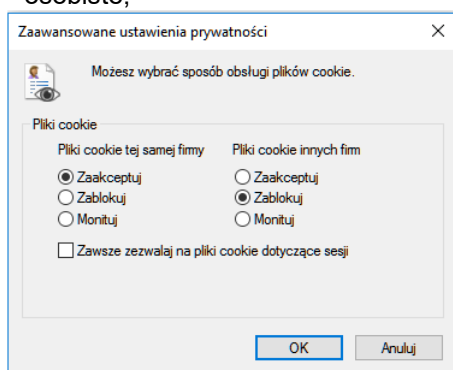 osobiste,
Zaawansowane ustawienia prywatności
Możesz wybrać sposób obsługi plików cookie.
Pliki cookie
Pliki cookie tej samej firmy Pliki cookie innych firm
Zaakceptuj Zaakceptuj
Zablokuj Zablokuj
Monituj Monituj
Zawsze zezwalaj na pliki cookie dotyczące sesji
OK Anuluj